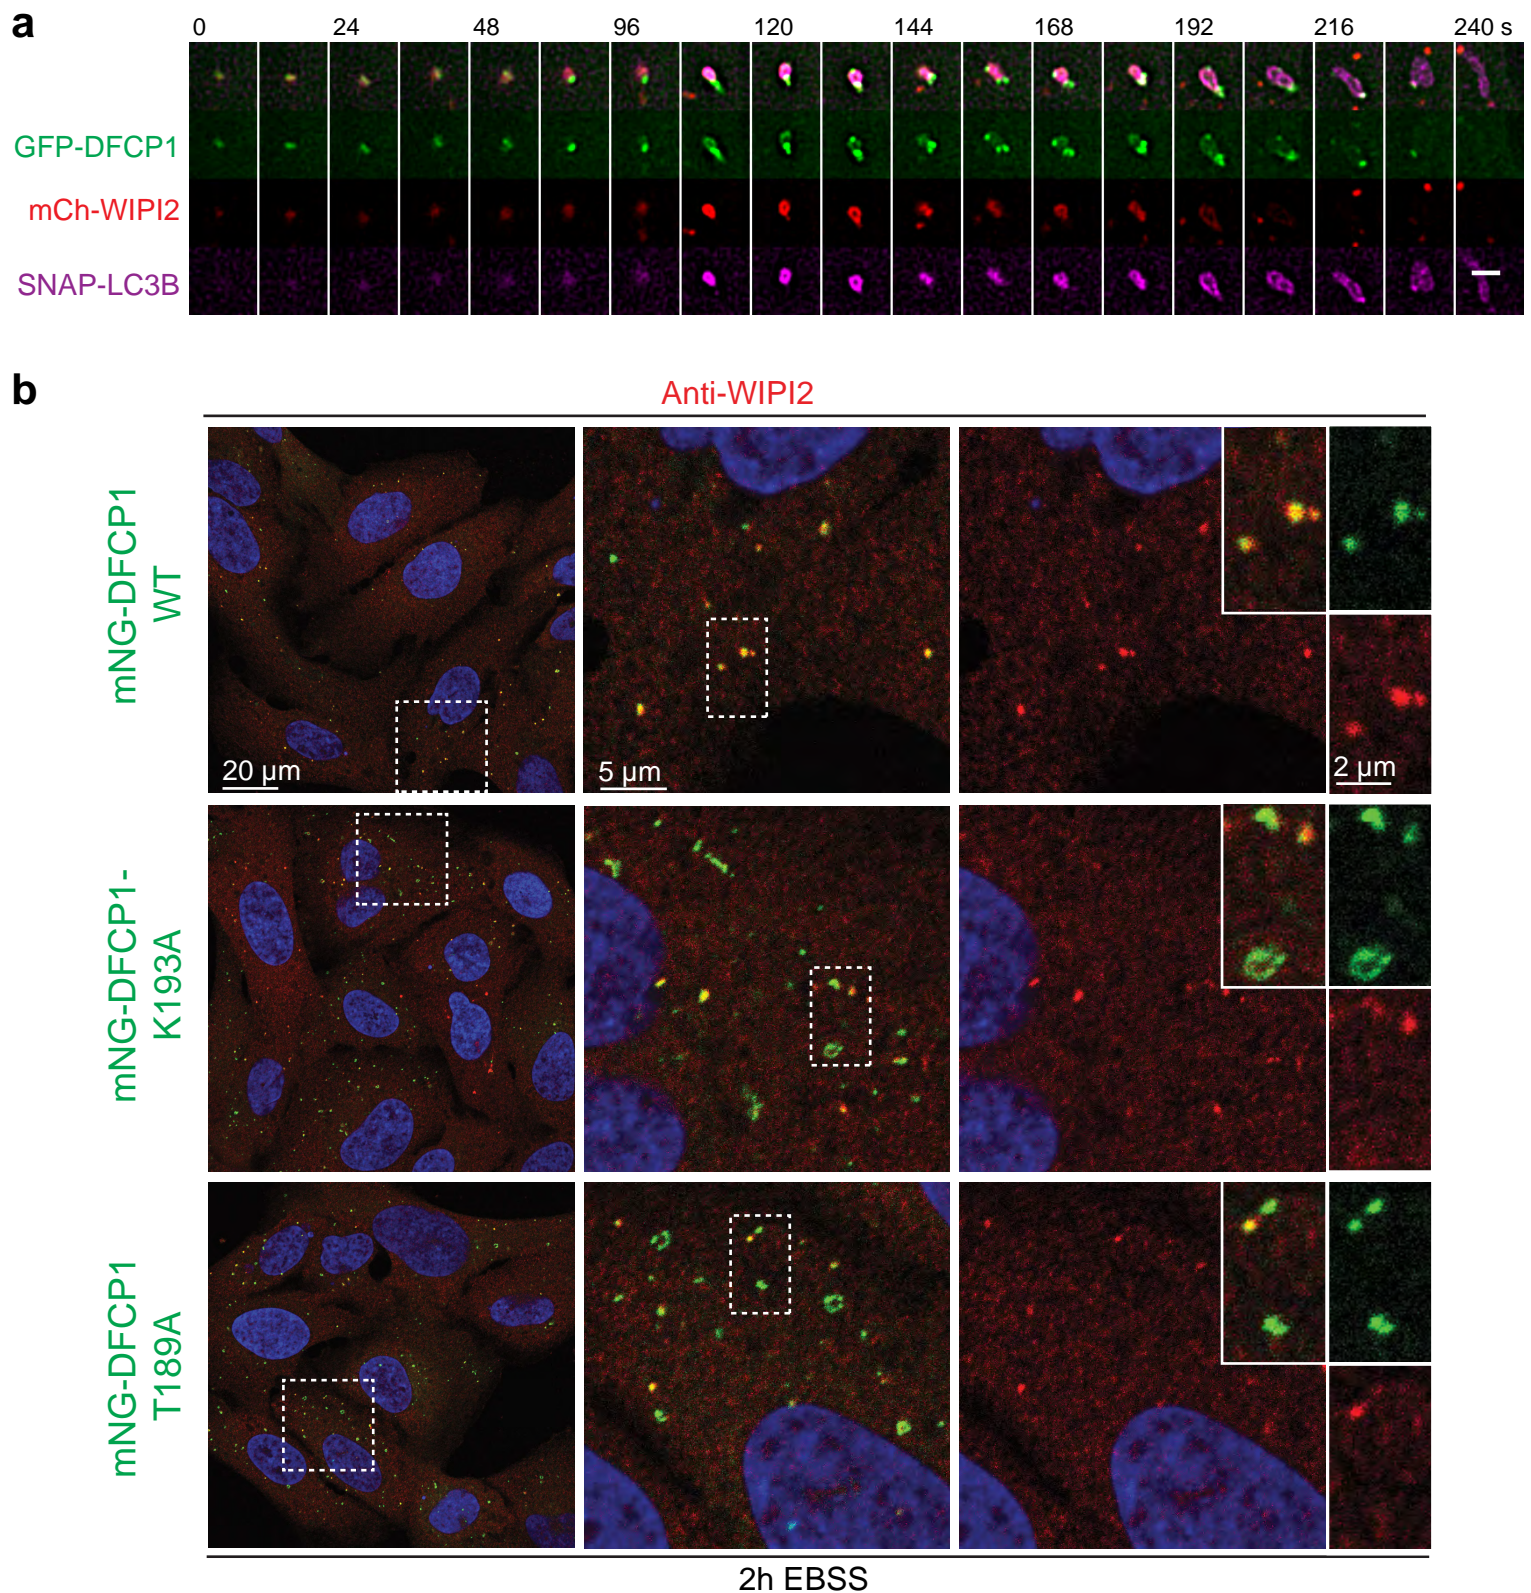 a
0 24 48 96 120 144 168 192 216 240 s
GFP-DFCP1
mCh-WIPI2
SNAP-LC3B
b
Anti-WIPI2
mNG-DFCP1
WT
20 µm
5 µm
2 µm
mNG-DFCP1-
K193A
mNG-DFCP1
T189A
2h EBSS